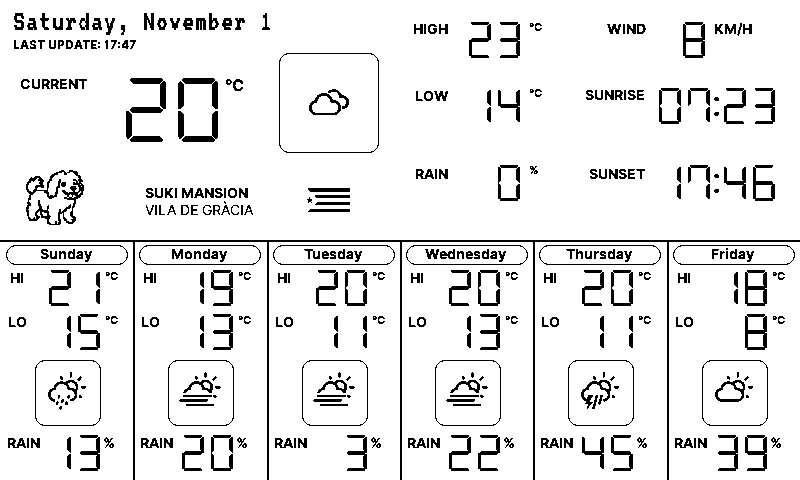 Saturday, November 1
LAST UPDATE: 17:47
CURRENT 20 °C
SUKI MANSION
VILA DE GRÀCIA
HIGH 23 °C
LOW 14 °C
RAIN 0 %
WIND 8 KM/H
SUNRISE 07:23
SUNSET 17:46
Sunday
HI 21 °C
LO 15 °C
RAIN 13 %
Monday
HI 19 °C
LO 13 °C
RAIN 20 %
Tuesday
HI 20 °C
LO 11 °C
RAIN 3 %
Wednesday
HI 20 °C
LO 13 °C
RAIN 22 %
Thursday
HI 20 °C
LO 11 °C
RAIN 45 %
Friday
HI 18 °C
LO 8 °C
RAIN 39 %